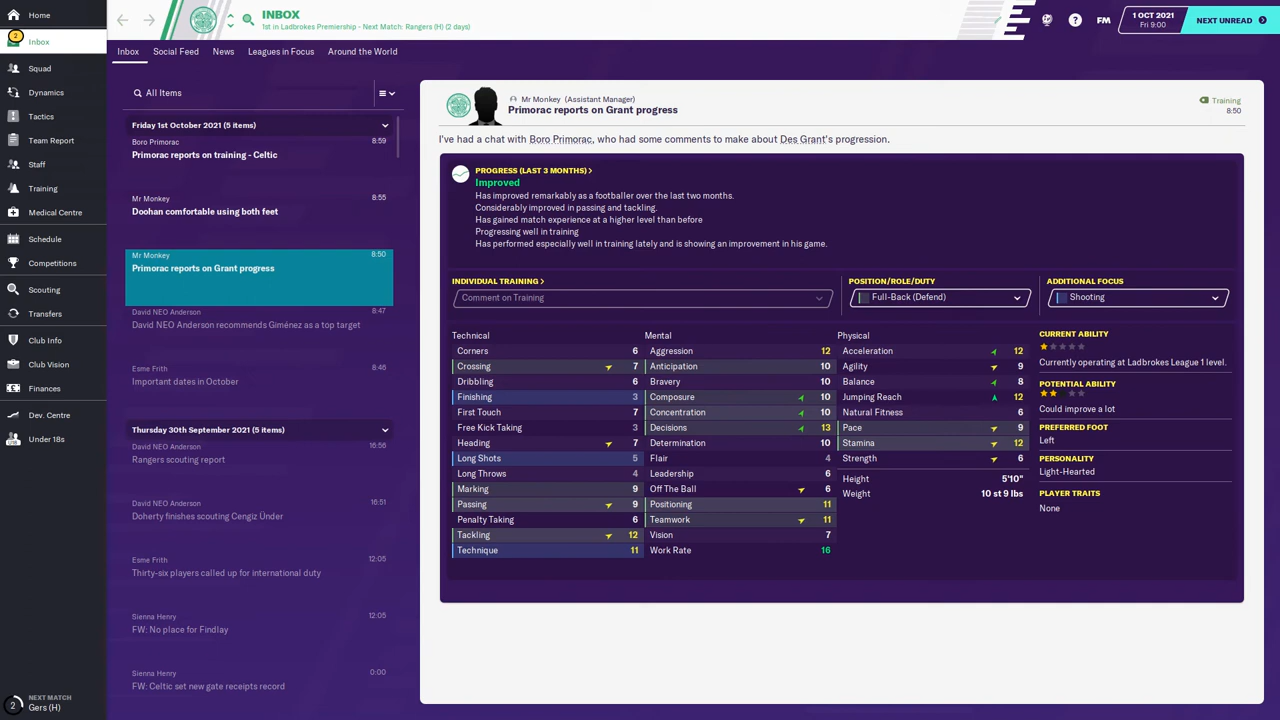 Home
INBOX
1st in Ladbrokes Premiership - Next Match: Rangers (H) (2 days)
?
FM
1 OCT 2021
Fri 9:00
NEXT UNREAD
2
Inbox
Squad
Dynamics
Tactics
Team Report
Staff
Training
Medical Centre
Schedule
Competitions
Scouting
Transfers
Club Info
Club Vision
Finances
Dev. Centre
Under 18s
2
NEXT MATCH
Gers (H)
Inbox Social Feed News Leagues in Focus Around the World
All Items
Friday 1st October 2021 (5 items)
Boro Primorac 8:59
Primorac reports on training - Celtic
Mr Monkey 8:55
Doohan comfortable using both feet
Mr Monkey 8:50
Primorac reports on Grant progress
8:47
David NEO Anderson
David NEO Anderson recommends Giménez as a top target
Esme Frith 8:46
Important dates in October
Thursday 30th September 2021 (5 items)
David NEO Anderson 16:56
Rangers scouting report
David NEO Anderson 16:51
Doherty finishes scouting Cengiz Ünder
Esme Frith 12:05
Thirty-six players called up for international duty
Sienna Henry 12:05
FW: No place for Findlay
Sienna Henry 0:00
FW: Celtic set new gate receipts record
Mr Monkey (Assistant Manager)
Primorac reports on Grant progress
Training
8:50
I've had a chat with Boro Primorac, who had some comments to make about Des Grant's progression.
PROGRESS (LAST 3 MONTHS) >
Improved
Has improved remarkably as a footballer over the last two months.
Considerably improved in passing and tackling.
Has gained match experience at a higher level than before
Progressing well in training
Has performed especially well in training lately and is showing an improvement in his game.
INDIVIDUAL TRAINING >
Comment on Training
POSITION/ROLE/DUTY
Full-Back (Defend)
ADDITIONAL FOCUS
Shooting
Technical
Corners 6
Crossing 7
Dribbling 6
Finishing 3
First Touch 7
Free Kick Taking 3
Heading 7
Long Shots 5
Long Throws 4
Marking 9
Passing 9
Penalty Taking 6
Tackling 12
Technique 11
Mental
Aggression 12
Anticipation 10
Bravery 10
Composure 10
Concentration 10
Decisions 13
Determination 10
Flair 4
Leadership 6
Off The Ball 6
Positioning 11
Teamwork 11
Vision 7
Work Rate 16
Physical
Acceleration 12
Agility 9
Balance 8
Jumping Reach 12
Natural Fitness 6
Pace 9
Stamina 12
Strength 6
Height 5'10"
Weight 10 st 9 lbs
CURRENT ABILITY
Currently operating at Ladbrokes League 1 level.
POTENTIAL ABILITY
Could improve a lot
PREFERRED FOOT
Left
PERSONALITY
Light-Hearted
PLAYER TRAITS
None